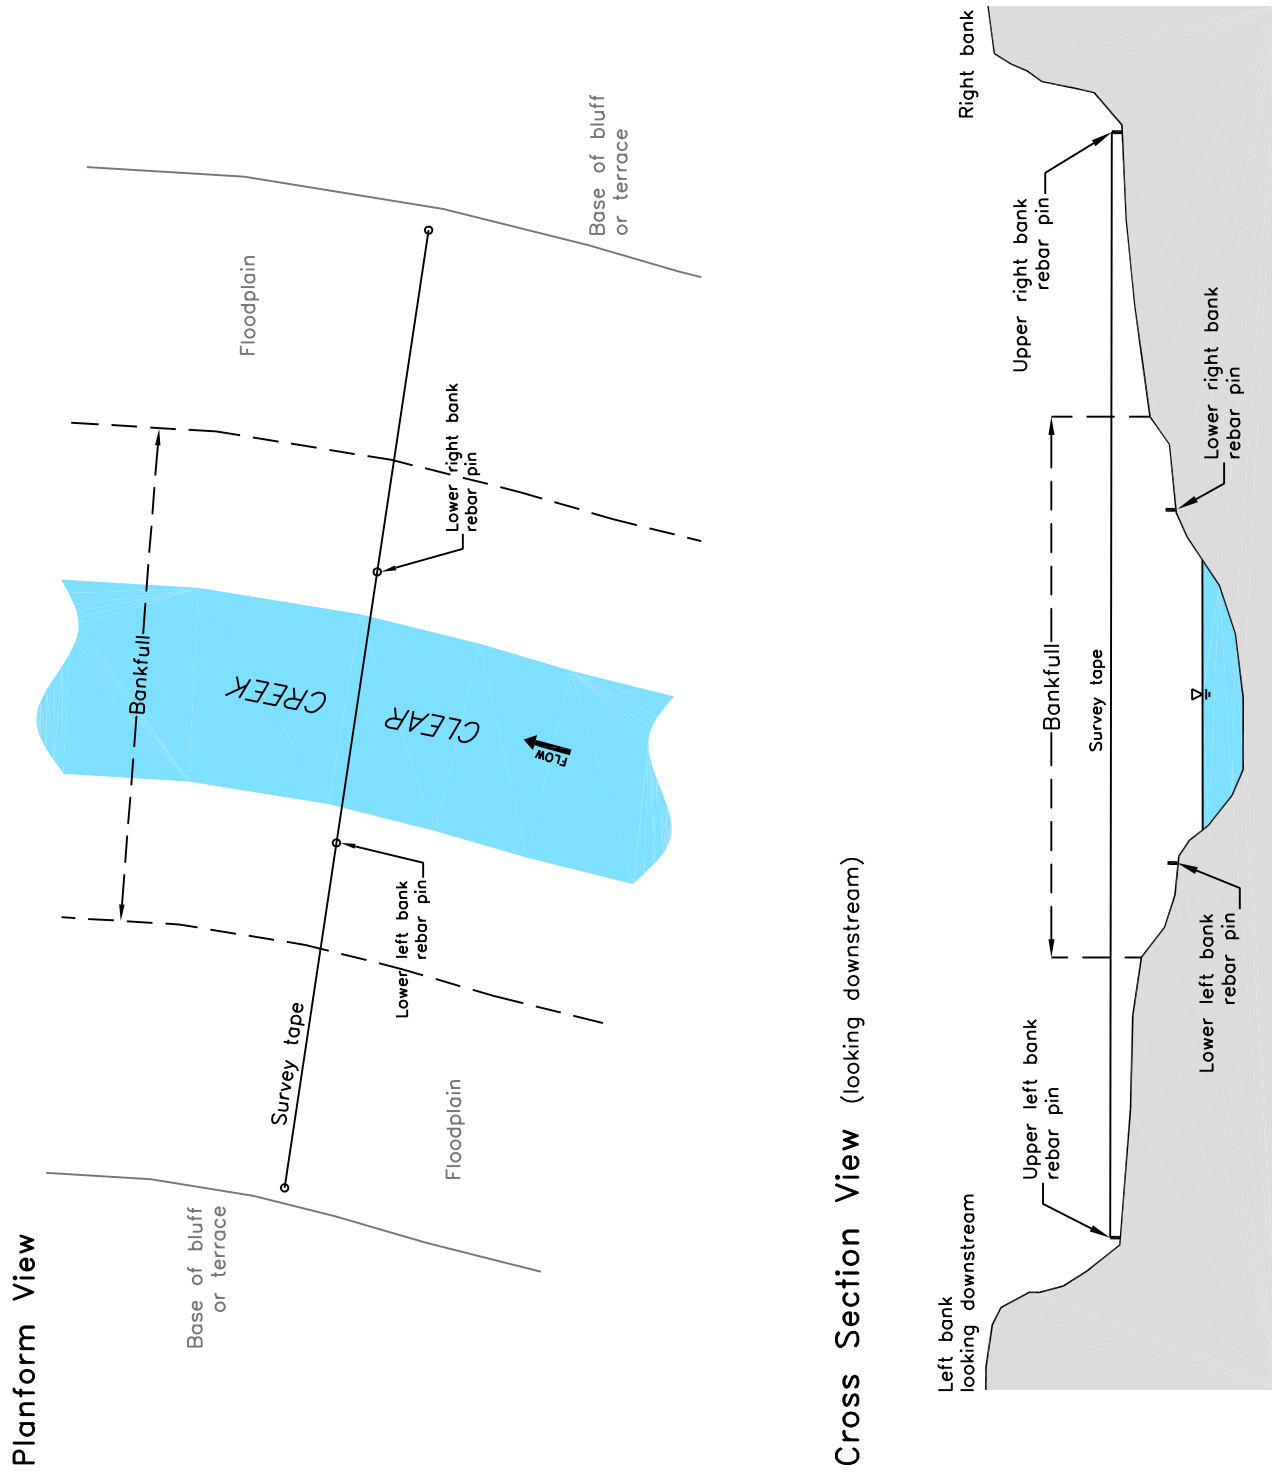 Planform View
Base of bluff
or terrace
Floodplain
Base of bluff
or terrace
Floodplain
Bankfull
CLEAR
CREEK
FLOW
Survey tape
Lower left bank
rebar pin
Lower right bank
rebar pin
Cross Section View (looking downstream)
Left bank
looking downstream
Right bank
Upper left bank
rebar pin
Upper right bank
rebar pin
Bankfull
Survey tape
Lower left bank
rebar pin
Lower right bank
rebar pin